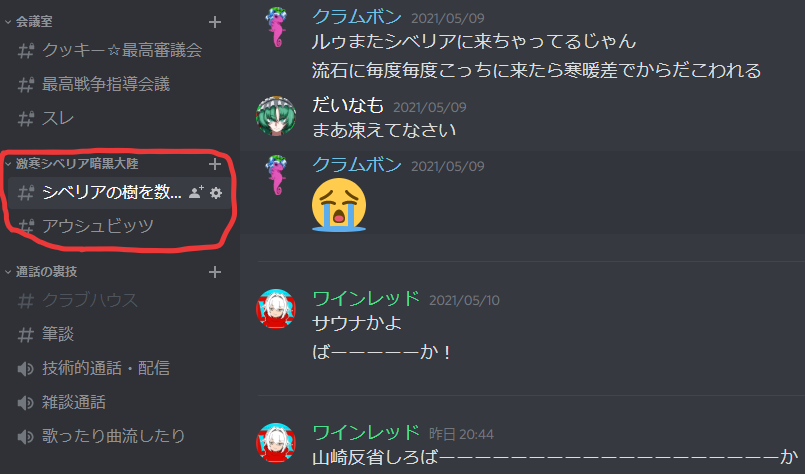 会議室
クッキー☆最高審議会
最高戦争指導会議
スレ
激寒シベリア暗黒大陸
シベリアの樹を数...
アウシュビッツ
通話の裏技
クラブハウス
筆談
技術的通話・配信
雑談通話
歌ったり曲流したり
クラムボン 2021/05/09
ルゥまたシベリアに来ちゃってるじゃん
流石に毎度毎度こっちに来たら寒暖差でからだこわれる
だいなも 2021/05/09
まあ凍えてなさい
クラムボン 2021/05/09
ワインレッド 2021/05/10
サウナかよ
ばーーーーーか！
ワインレッド 昨日 20:44
山崎反省しろばーーーーーーーーーーーーーーーーーーーか